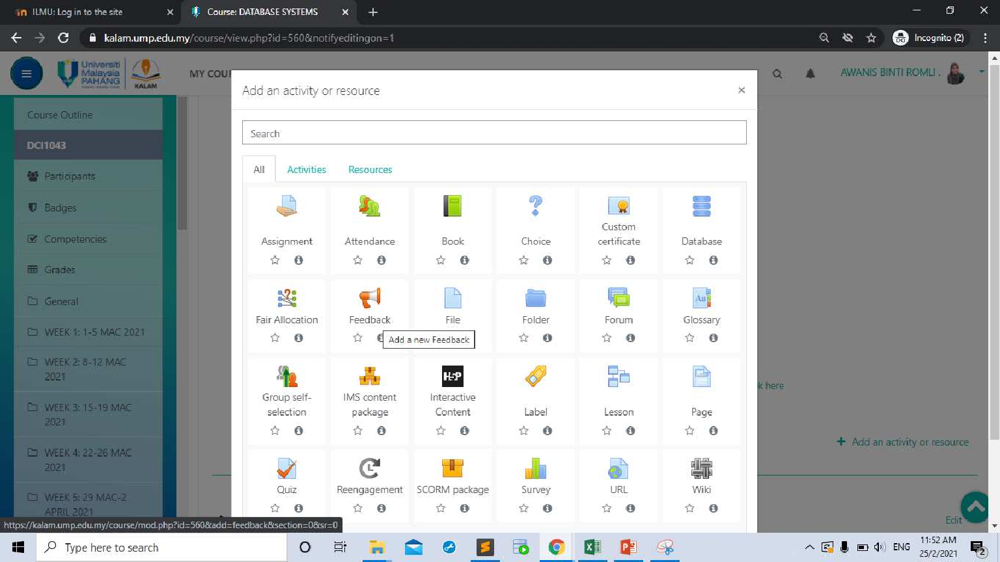 ILMU: Log in to the site
Course: DATABASE SYSTEMS
kalam.ump.edu.my/course/view.php?id=560&notifyeditingon=1
Incognito (2)
Universiti
Malaysia
PAHANG
KALAM
MY COU
AWANIS BINTI ROMLI .
Add an activity or resource
Search
All
Activities
Resources
Course Outline
DCI1043
Participants
Badges
Competencies
Grades
General
WEEK 1: 1-5 MAC 2021
WEEK 2: 8-12 MAC
2021
WEEK 3: 15-19 MAC
2021
WEEK 4: 22-26 MAC
2021
WEEK 5: 29 MAC-2
APRIL 2021
Assignment
Attendance
Book
Choice
Custom
certificate
Database
Fair Allocation
Feedback
File
Folder
Forum
Glossary
Add a new Feedback
Group self-
selection
IMS content
package
H5P
Interactive
Content
Label
Lesson
Page
Quiz
Reengagement
SCORM package
Survey
URL
Wiki
k here
Add an activity or resource
Edit
https://kalam.ump.edu.my/course/mod.php?id=560&add=feedback&section=0&sr=0
Type here to search
ENG
11:52 AM
25/2/2021
2